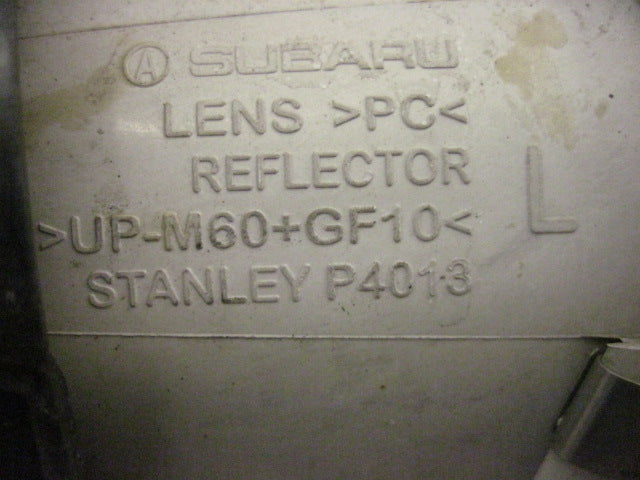 Ⓐ SUBARU
LENS >PC<
REFLECTOR
>UP-M60+GF10<
STANLEY P4013
L